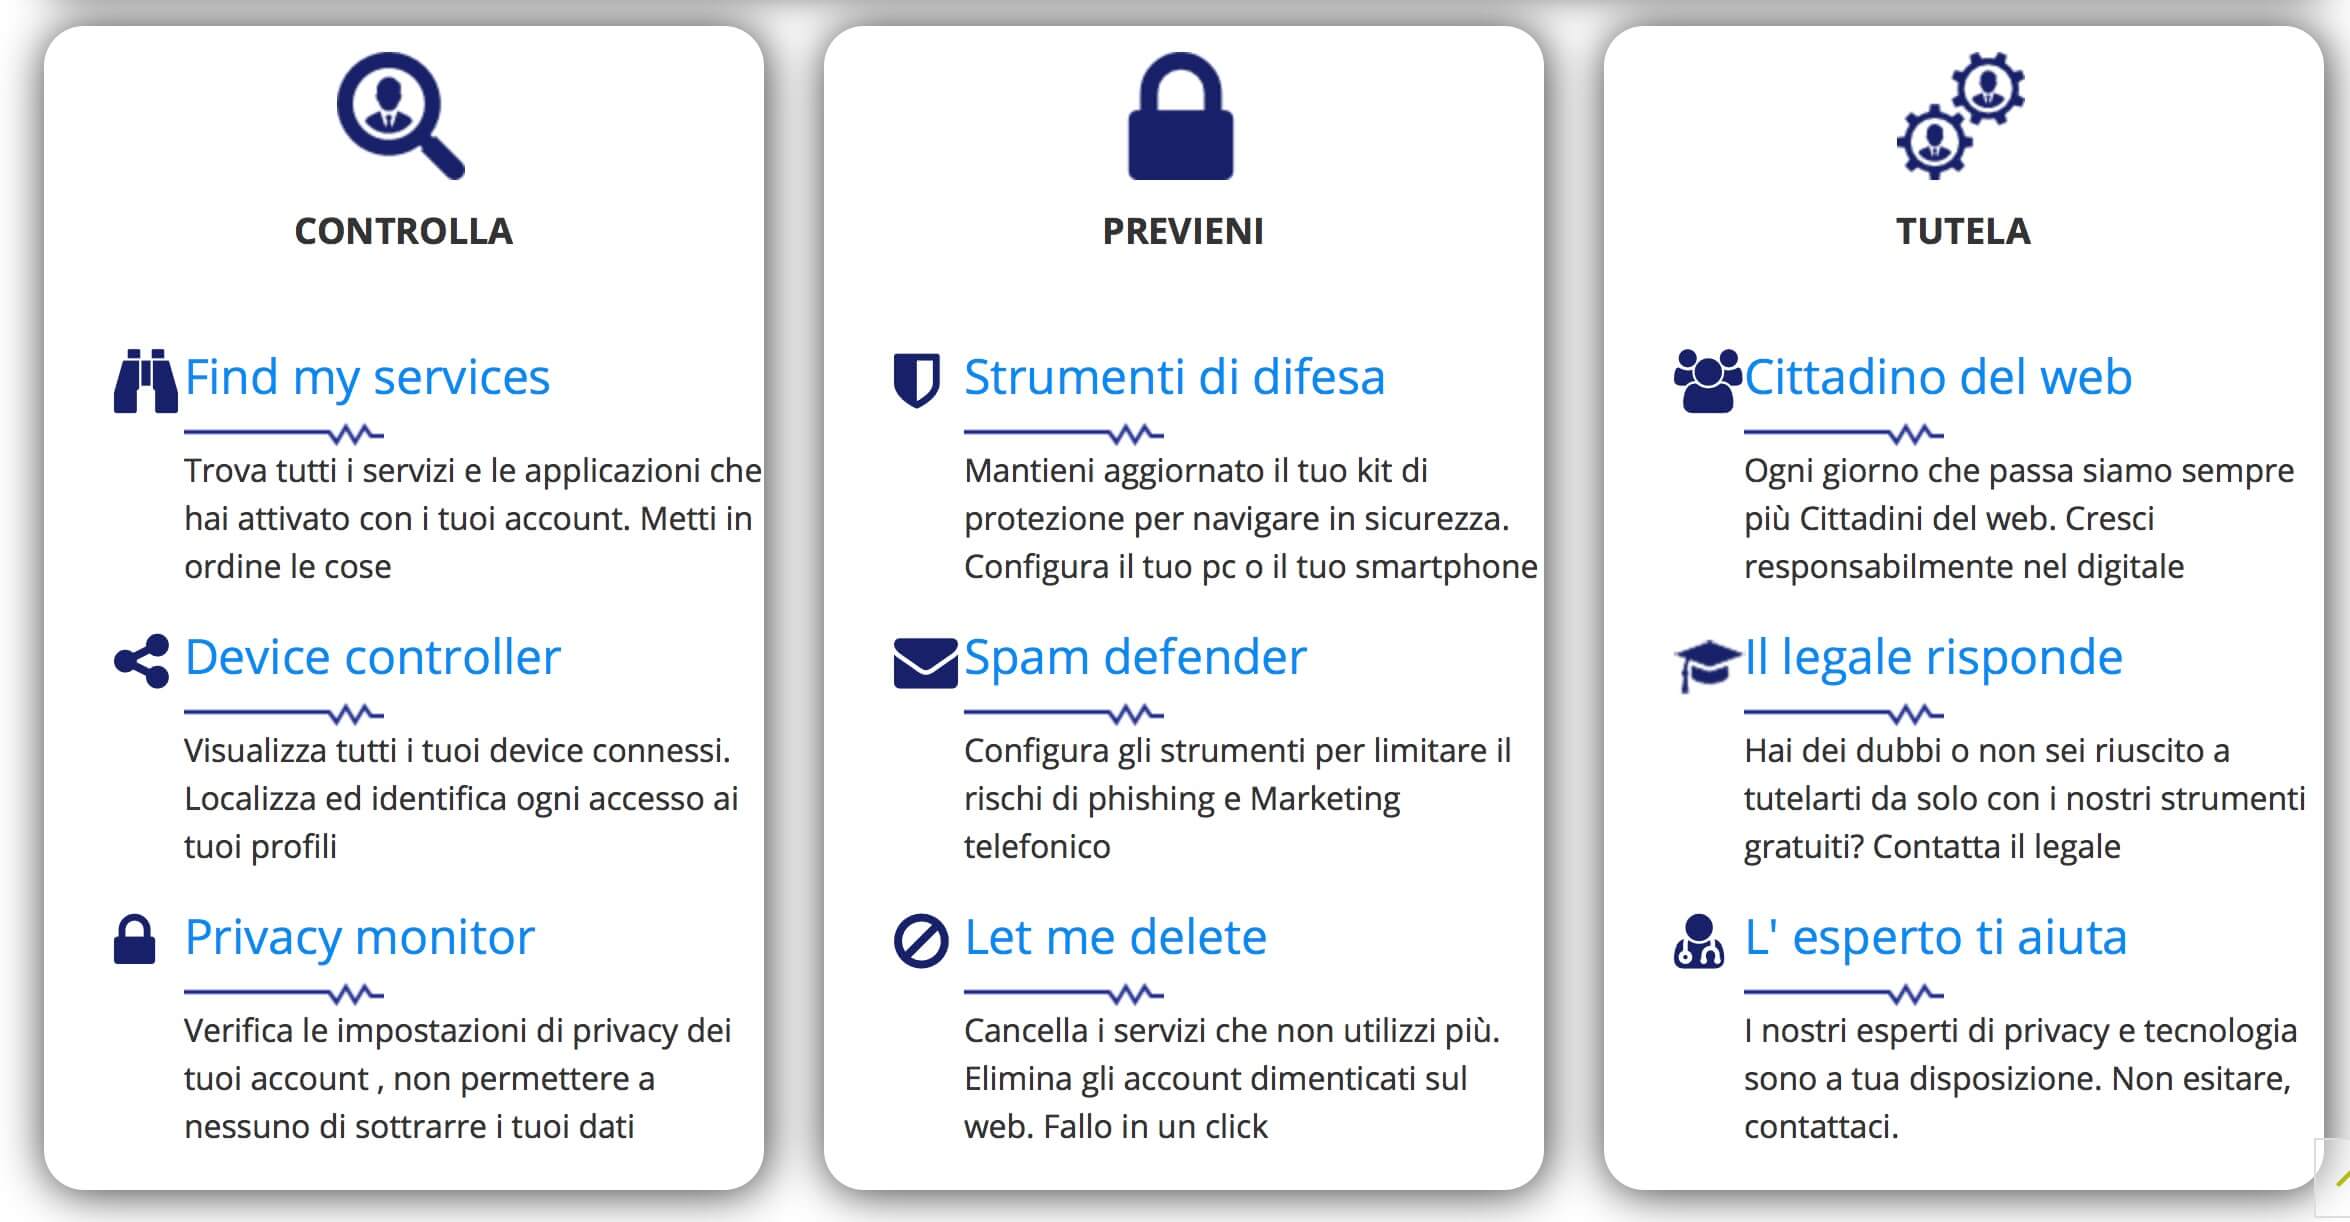 CONTROLLA
Find my services
Trova tutti i servizi e le applicazioni che
hai attivato con i tuoi account. Metti in
ordine le cose
Device controller
Visualizza tutti i tuoi device connessi.
Localizza ed identifica ogni accesso ai
tuoi profili
Privacy monitor
Verifica le impostazioni di privacy dei
tuoi account , non permettere a
nessuno di sottrarre i tuoi dati
PREVIENI
Strumenti di difesa
Mantieni aggiornato il tuo kit di
protezione per navigare in sicurezza.
Configura il tuo pc o il tuo smartphone
Spam defender
Configura gli strumenti per limitare il
rischi di phishing e Marketing
telefonico
Let me delete
Cancella i servizi che non utilizzi più.
Elimina gli account dimenticati sul
web. Fallo in un click
TUTELA
Cittadino del web
Ogni giorno che passa siamo sempre
più Cittadini del web. Cresci
responsabilmente nel digitale
Il legale risponde
Hai dei dubbi o non sei riuscito a
tutelarti da solo con i nostri strumenti
gratuiti? Contatta il legale
L' esperto ti aiuta
I nostri esperti di privacy e tecnologia
sono a tua disposizione. Non esitare,
contattaci.